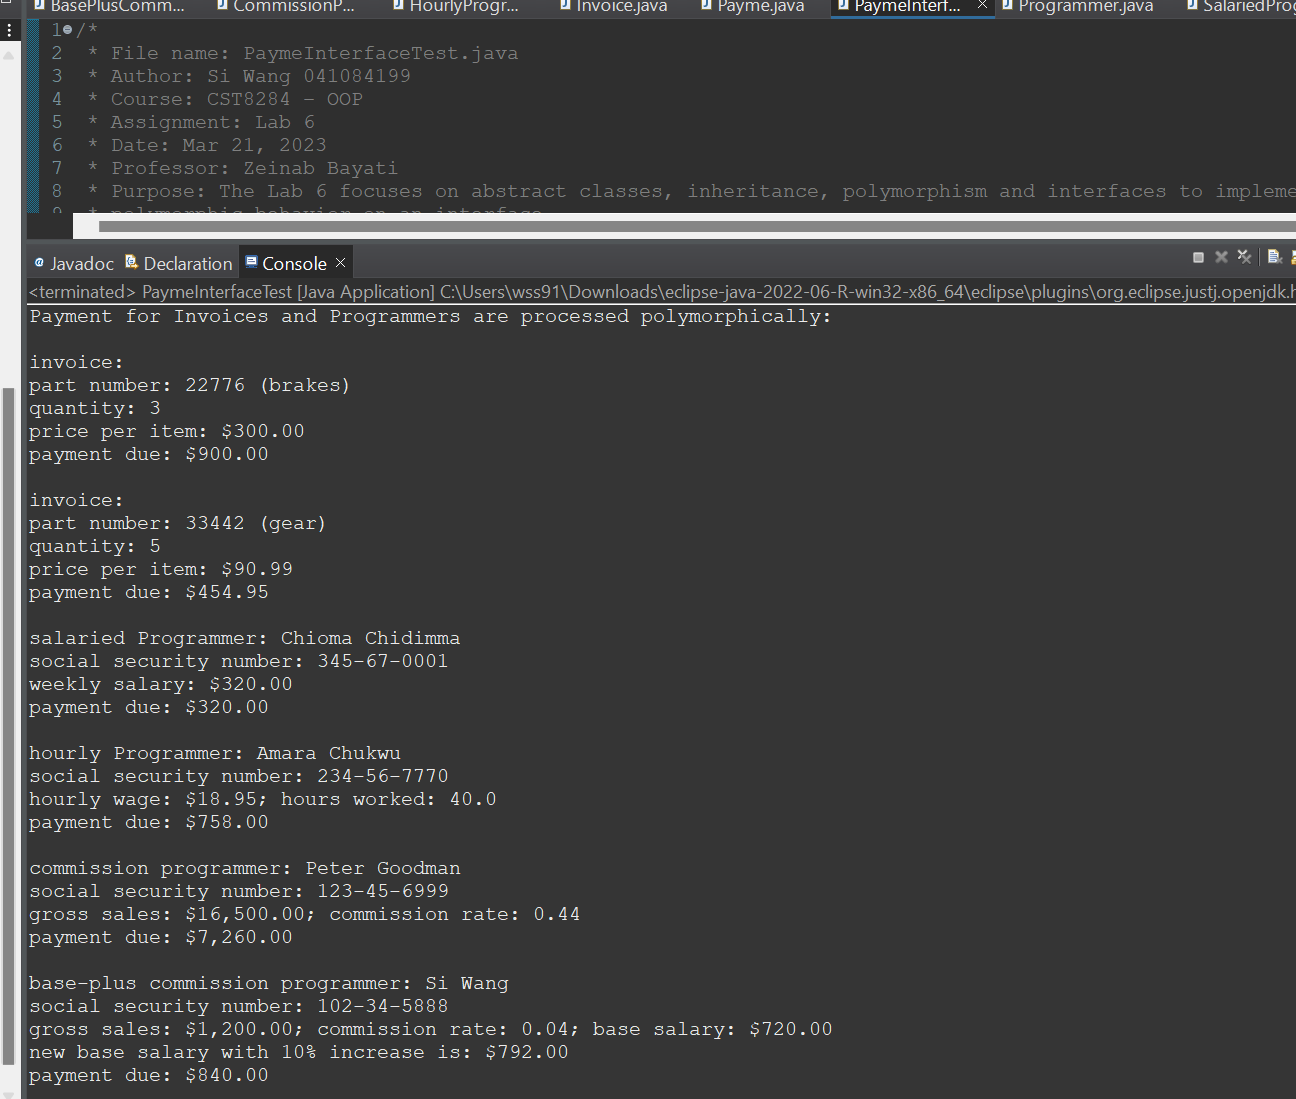 BasePlusComm... CommissionP... HourlyProgr... Invoice.java Payme.java PaymeInterf... Programmer.java SalariedProg
1 /*
2 * File name: PaymeInterfaceTest.java
3 * Author: Si Wang 041084199
4 * Course: CST8284 - OOP
5 * Assignment: Lab 6
6 * Date: Mar 21, 2023
7 * Professor: Zeinab Bayati
8 * Purpose: The Lab 6 focuses on abstract classes, inheritance, polymorphism and interfaces to impleme
9 * polymorphic behavior on an interface
@ Javadoc Declaration Console
<terminated> PaymeInterfaceTest [Java Application] C:\Users\wss91\Downloads\eclipse-java-2022-06-R-win32-x86_64\eclipse\plugins\org.eclipse.justj.openjdk.h
Payment for Invoices and Programmers are processed polymorphically:
invoice:
part number: 22776 (brakes)
quantity: 3
price per item: $300.00
payment due: $900.00
invoice:
part number: 33442 (gear)
quantity: 5
price per item: $90.99
payment due: $454.95
salaried Programmer: Chioma Chidimma
social security number: 345-67-0001
weekly salary: $320.00
payment due: $320.00
hourly Programmer: Amara Chukwu
social security number: 234-56-7770
hourly wage: $18.95; hours worked: 40.0
payment due: $758.00
commission programmer: Peter Goodman
social security number: 123-45-6999
gross sales: $16,500.00; commission rate: 0.44
payment due: $7,260.00
base-plus commission programmer: Si Wang
social security number: 102-34-5888
gross sales: $1,200.00; commission rate: 0.04; base salary: $720.00
new base salary with 10% increase is: $792.00
payment due: $840.00